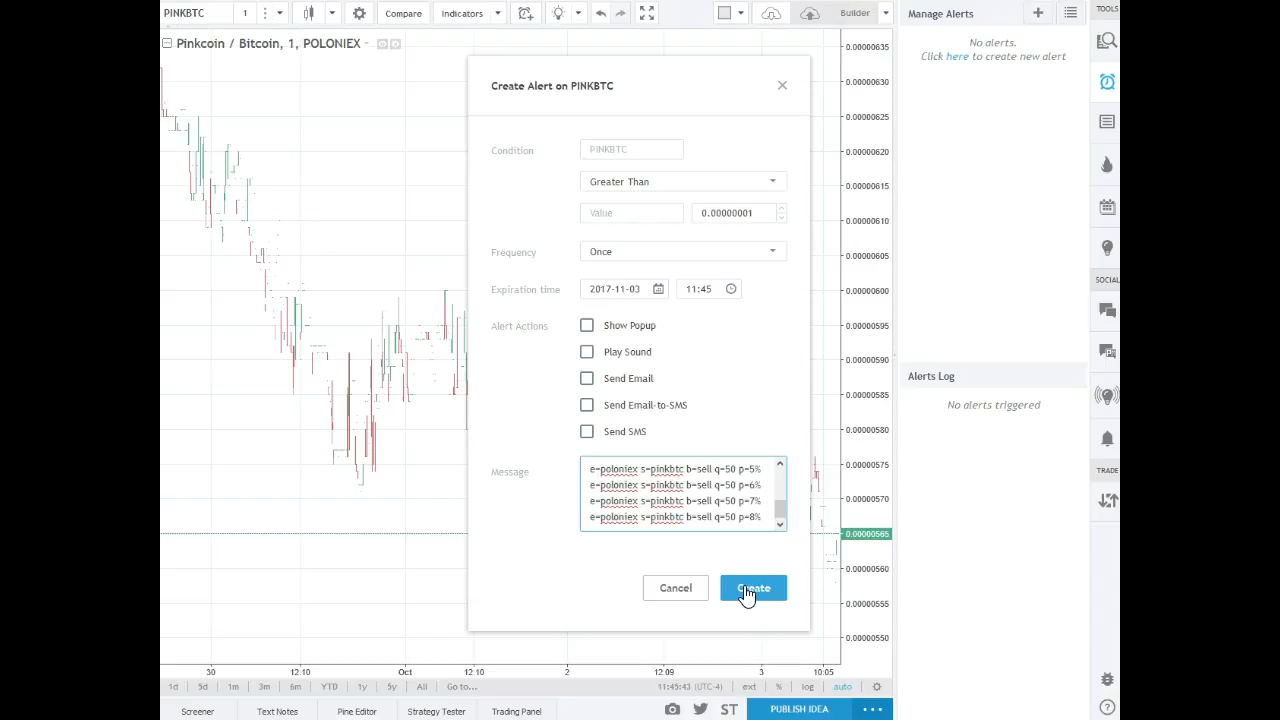 PINKBTC 1 Compare Indicators Builder
Manage Alerts
TOOLS
Pinkcoin / Bitcoin, 1, POLONIEX
No alerts.
Click here to create new alert
Create Alert on PINKBTC
Condition PINKBTC
Greater Than
Value 0.00000001
Frequency Once
Expiration time 2017-11-03 11:45
Alert Actions Show Popup
Play Sound
Send Email
Send Email-to-SMS
Send SMS
Message e=poloniex s=pinkbtc b=sell q=50 p=5%
e=poloniex s=pinkbtc b=sell q=50 p=6%
e=poloniex s=pinkbtc b=sell q=50 p=7%
e=poloniex s=pinkbtc b=sell q=50 p=8%
Cancel Create
0.00000635
0.00000630
0.00000625
0.00000620
0.00000615
0.00000610
0.00000605
0.00000600
0.00000595
0.00000590
0.00000585
0.00000580
0.00000575
0.00000570
0.00000565
0.00000560
0.00000555
0.00000550
SOCIAL
Alerts Log
No alerts triggered
TRADE
30 12:10 Oct 12:10 2 12:09 3 10:05
1d 5d 1m 3m 6m YTD 1y 5y All Go to... 11:45:43 (UTC-4) ext % log auto
Text Notes Pine Editor Strategy Tester Trading Panel ST PUBLISH IDEA